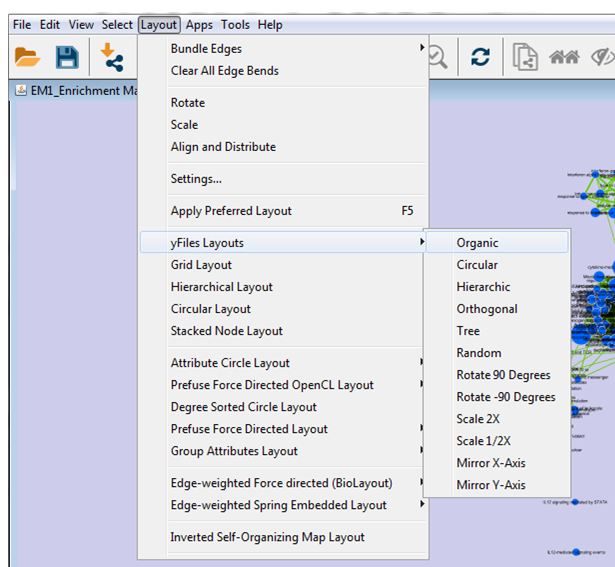 File Edit View Select Layout Apps Tools Help
EM1_Enrichment Ma
Bundle Edges
Clear All Edge Bends
Rotate
Scale
Align and Distribute
Settings...
Apply Preferred Layout F5
yFiles Layouts
Grid Layout
Hierarchical Layout
Circular Layout
Stacked Node Layout
Attribute Circle Layout
Prefuse Force Directed OpenCL Layout
Degree Sorted Circle Layout
Prefuse Force Directed Layout
Group Attributes Layout
Edge-weighted Force directed (BioLayout)
Edge-weighted Spring Embedded Layout
Inverted Self-Organizing Map Layout
Organic
Circular
Hierarchic
Orthogonal
Tree
Random
Rotate 90 Degrees
Rotate -90 Degrees
Scale 2X
Scale 1/2X
Mirror X-Axis
Mirror Y-Axis